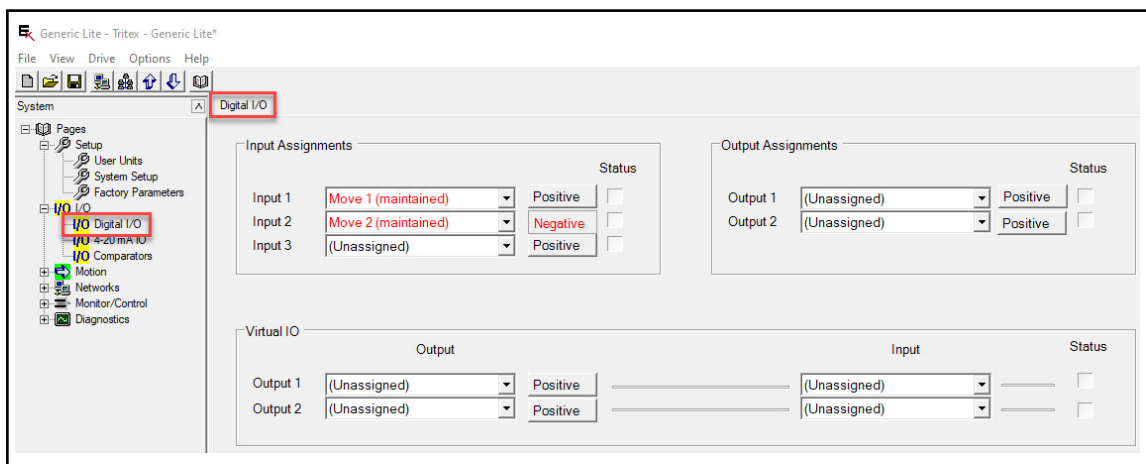 Generic Lite - Tritex - Generic Lite*
File View Drive Options Help
System
Pages
Setup
User Units
System Setup
Factory Parameters
I/O I/O
I/O Digital I/O
I/O 4-20 mA IO
I/O Comparators
Motion
Networks
Monitor/Control
Diagnostics
Digital I/O
Input Assignments
Status
Input 1 Move 1 (maintained) Positive
Input 2 Move 2 (maintained) Negative
Input 3 (Unassigned) Positive
Output Assignments
Status
Output 1 (Unassigned) Positive
Output 2 (Unassigned) Positive
Virtual IO
Output Input Status
Output 1 (Unassigned) Positive (Unassigned)
Output 2 (Unassigned) Positive (Unassigned)